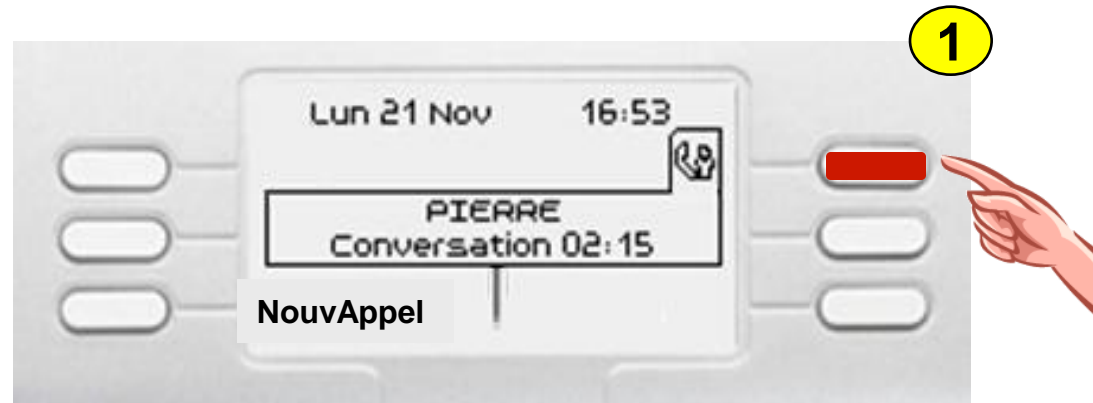 1
Lun 21 Nov 16:53
PIERRE
Conversation 02:15
NouvAppel